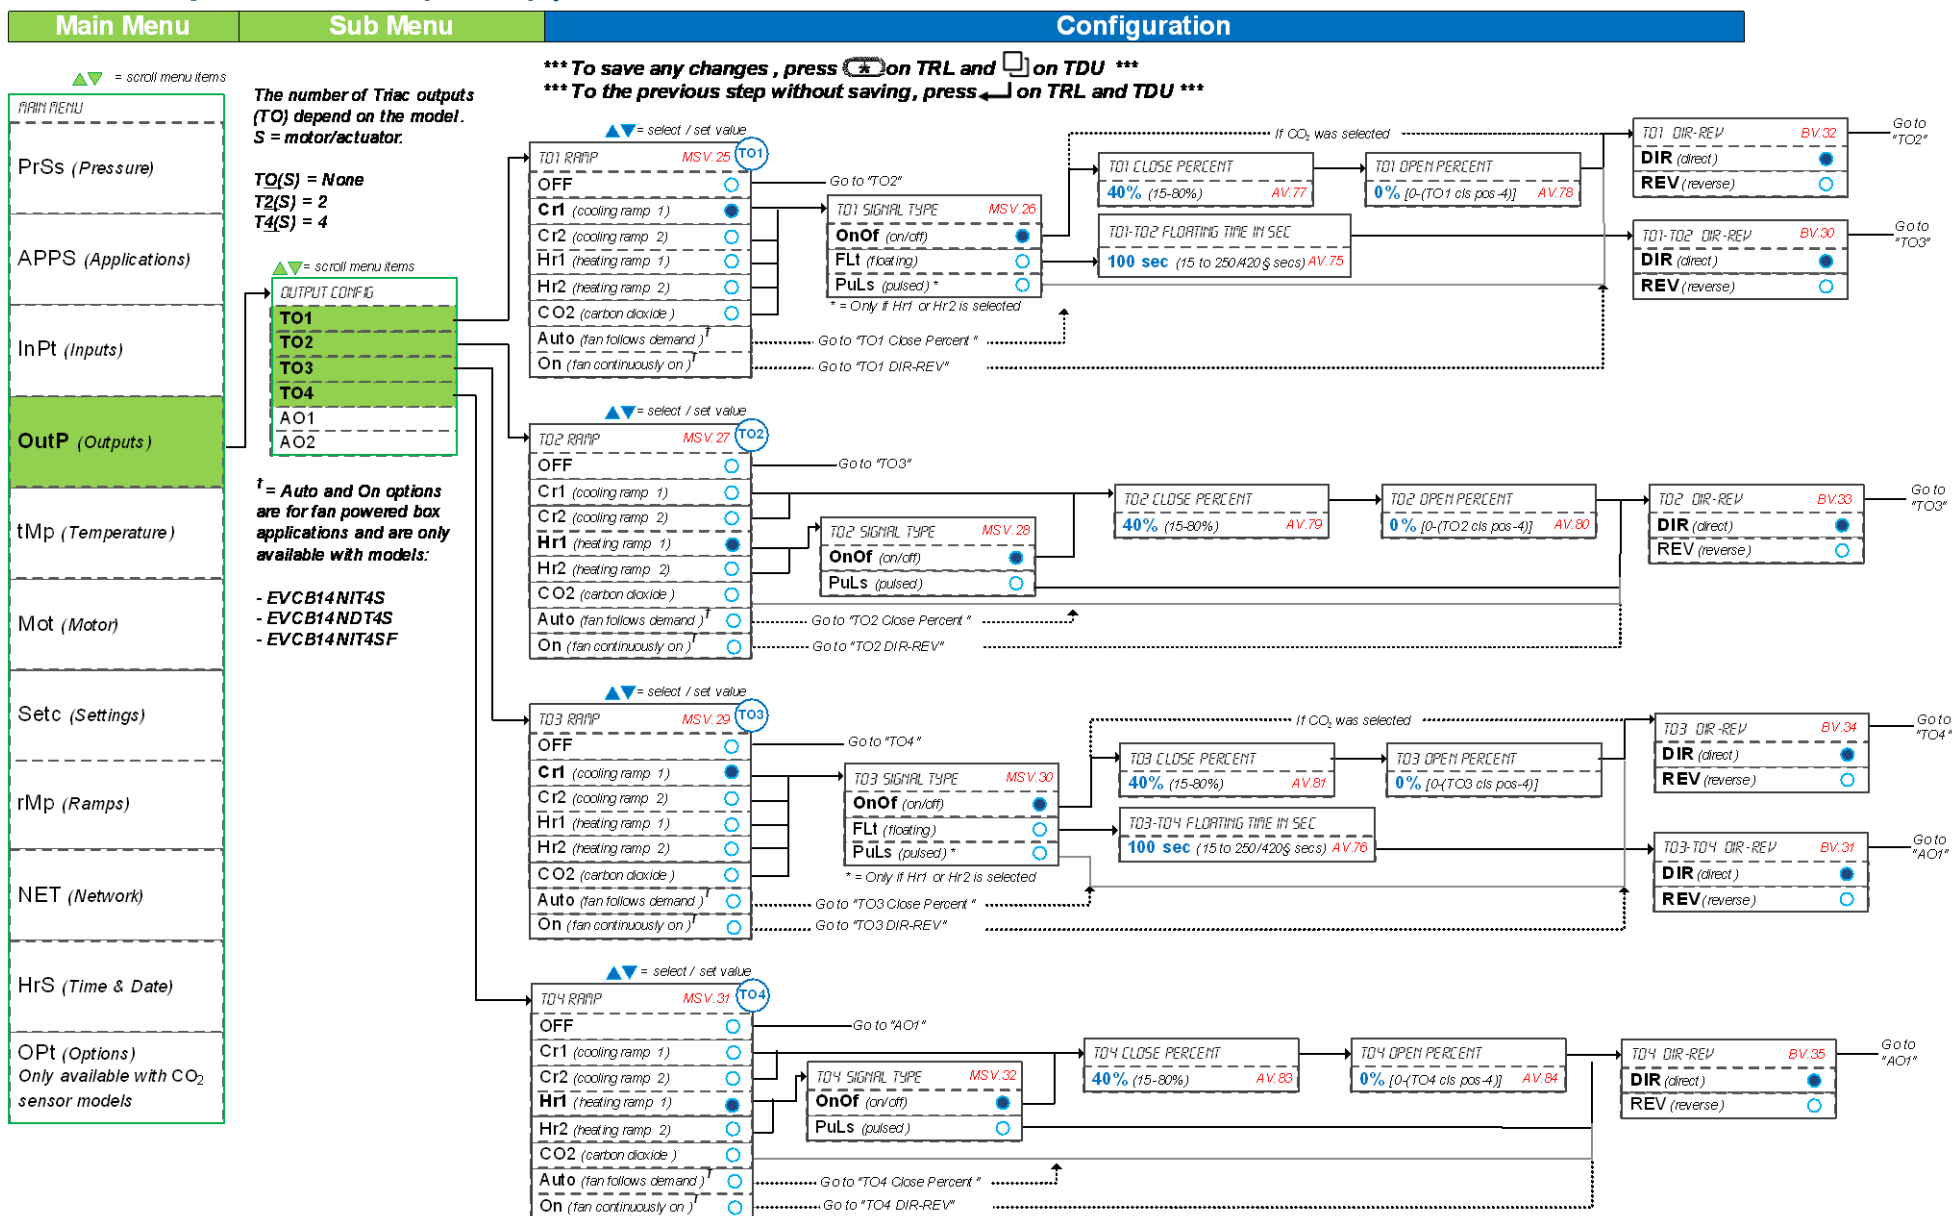 Main Menu
Sub Menu
Configuration
= scroll menu items
MAIN MENU
PrSs (Pressure)
APPS (Applications)
InPt (Inputs)
OutP (Outputs)
tMp (Temperature)
Mot (Motor)
Setc (Settings)
rMp (Ramps)
NET (Network)
HrS (Time & Date)
OPt (Options)
Only available with CO2
sensor models
The number of Triac outputs
(TO) depend on the model.
S = motor/actuator.
TO(S) = None
T2(S) = 2
T4(S) = 4
= scroll menu items
OUTPUT CONFIG
TO1
TO2
TO3
TO4
AO1
AO2
† = Auto and On options
are for fan powered box
applications and are only
available with models:
- EVCB14NIT4S
- EVCB14NDT4S
- EVCB14NIT4SF
*** To save any changes, press * on TRL and on TDU ***
*** To the previous step without saving, press on TRL and TDU ***
= select / set value
TO1 RAMP MSV.25 TO1
OFF
Cr1 (cooling ramp 1)
Cr2 (cooling ramp 2)
Hr1 (heating ramp 1)
Hr2 (heating ramp 2)
CO2 (carbon dioxide)
Auto (fan follows demand)†
On (fan continuously on)†
Go to "TO2"
TO1 SIGNAL TYPE MSV.26
OnOf (on/off)
FLt (floating)
PuLs (pulsed) *
* = Only if Hr1 or Hr2 is selected
Go to "TO1 Close Percent"
Go to "TO1 DIR-REV"
If CO2 was selected
TO1 CLOSE PERCENT
40% (15-80%) AV.77
TO1 OPEN PERCENT
0% [0-(TO1 cls pos-4)] AV.78
TO1-TO2 FLOATING TIME IN SEC
100 sec (15 to 250/420§ secs) AV.75
TO1 DIR-REV BV.32
DIR (direct)
REV (reverse)
Go to "TO2"
TO1-TO2 DIR-REV BV.30
DIR (direct)
REV (reverse)
Go to "TO3"
= select / set value
TO2 RAMP MSV.27 TO2
OFF
Cr1 (cooling ramp 1)
Cr2 (cooling ramp 2)
Hr1 (heating ramp 1)
Hr2 (heating ramp 2)
CO2 (carbon dioxide)
Auto (fan follows demand)†
On (fan continuously on)†
Go to "TO3"
TO2 SIGNAL TYPE MSV.28
OnOf (on/off)
PuLs (pulsed)
Go to "TO2 Close Percent"
Go to "TO2 DIR-REV"
TO2 CLOSE PERCENT
40% (15-80%) AV.79
TO2 OPEN PERCENT
0% [0-(TO2 cls pos-4)] AV.80
TO2 DIR-REV BV.33
DIR (direct)
REV (reverse)
Go to "TO3"
= select / set value
TO3 RAMP MSV.29 TO3
OFF
Cr1 (cooling ramp 1)
Cr2 (cooling ramp 2)
Hr1 (heating ramp 1)
Hr2 (heating ramp 2)
CO2 (carbon dioxide)
Auto (fan follows demand)†
On (fan continuously on)†
Go to "TO4"
TO3 SIGNAL TYPE MSV.30
OnOf (on/off)
FLt (floating)
PuLs (pulsed) *
* = Only if Hr1 or Hr2 is selected
Go to "TO3 Close Percent"
Go to "TO3 DIR-REV"
If CO2 was selected
TO3 CLOSE PERCENT
40% (15-80%) AV.81
TO3 OPEN PERCENT
0% [0-(TO3 cls pos-4)]
TO3-TO4 FLOATING TIME IN SEC
100 sec (15 to 250/420§ secs) AV.76
TO3 DIR-REV BV.34
DIR (direct)
REV (reverse)
Go to "TO4"
TO3-TO4 DIR-REV BV.31
DIR (direct)
REV (reverse)
Go to "AO1"
= select / set value
TO4 RAMP MSV.31 TO4
OFF
Cr1 (cooling ramp 1)
Cr2 (cooling ramp 2)
Hr1 (heating ramp 1)
Hr2 (heating ramp 2)
CO2 (carbon dioxide)
Auto (fan follows demand)†
On (fan continuously on)†
Go to "AO1"
TO4 SIGNAL TYPE MSV.32
OnOf (on/off)
PuLs (pulsed)
Go to "TO4 Close Percent"
Go to "TO4 DIR-REV"
TO4 CLOSE PERCENT
40% (15-80%) AV.83
TO4 OPEN PERCENT
0% [0-(TO4 cls pos-4)] AV.84
TO4 DIR-REV BV.35
DIR (direct)
REV (reverse)
Go to "AO1"